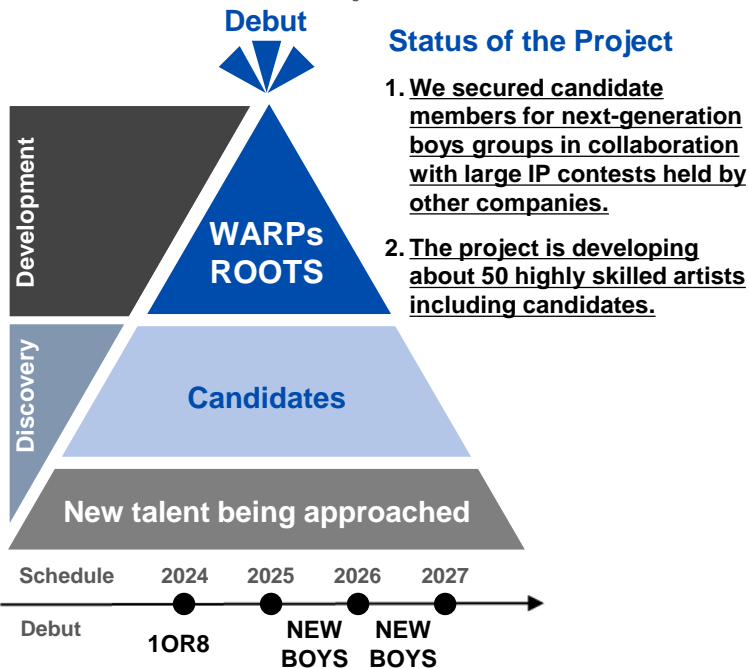 Debut
Status of the Project
1. We secured candidate
members for next-generation
boys groups in collaboration
with large IP contests held by
other companies.
2. The project is developing
about 50 highly skilled artists
including candidates.
Development
WARPs
ROOTS
Discovery
Candidates
New talent being approached
Schedule 2024 2025 2026 2027
Debut
1OR8
NEW
BOYS
NEW
BOYS